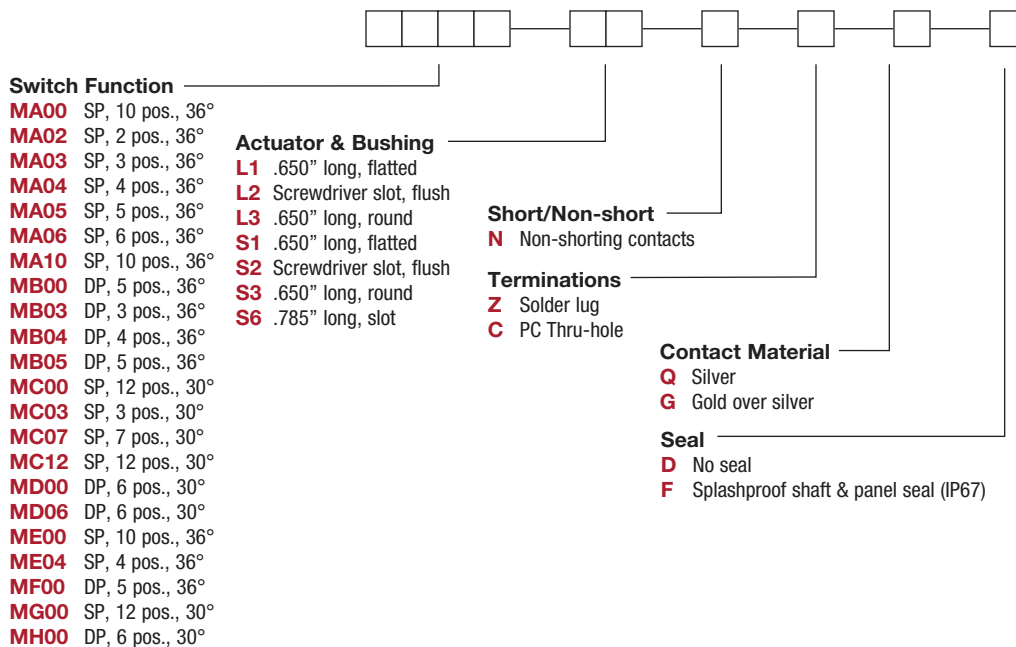 Switch Function
MA00 SP, 10 pos., 36°
MA02 SP, 2 pos., 36°
MA03 SP, 3 pos., 36°
MA04 SP, 4 pos., 36°
MA05 SP, 5 pos., 36°
MA06 SP, 6 pos., 36°
MA10 SP, 10 pos., 36°
MB00 DP, 5 pos., 36°
MB03 DP, 3 pos., 36°
MB04 DP, 4 pos., 36°
MB05 DP, 5 pos., 36°
MC00 SP, 12 pos., 30°
MC03 SP, 3 pos., 30°
MC07 SP, 7 pos., 30°
MC12 SP, 12 pos., 30°
MD00 DP, 6 pos., 30°
MD06 DP, 6 pos., 30°
ME00 SP, 10 pos., 36°
ME04 SP, 4 pos., 36°
MF00 DP, 5 pos., 36°
MG00 SP, 12 pos., 30°
MH00 DP, 6 pos., 30°
Actuator & Bushing
L1 .650” long, flatted
L2 Screwdriver slot, flush
L3 .650” long, round
S1 .650” long, flatted
S2 Screwdriver slot, flush
S3 .650” long, round
S6 .785” long, slot
Short/Non-short
N Non-shorting contacts
Terminations
Z Solder lug
C PC Thru-hole
Contact Material
Q Silver
G Gold over silver
Seal
D No seal
F Splashproof shaft & panel seal (IP67)